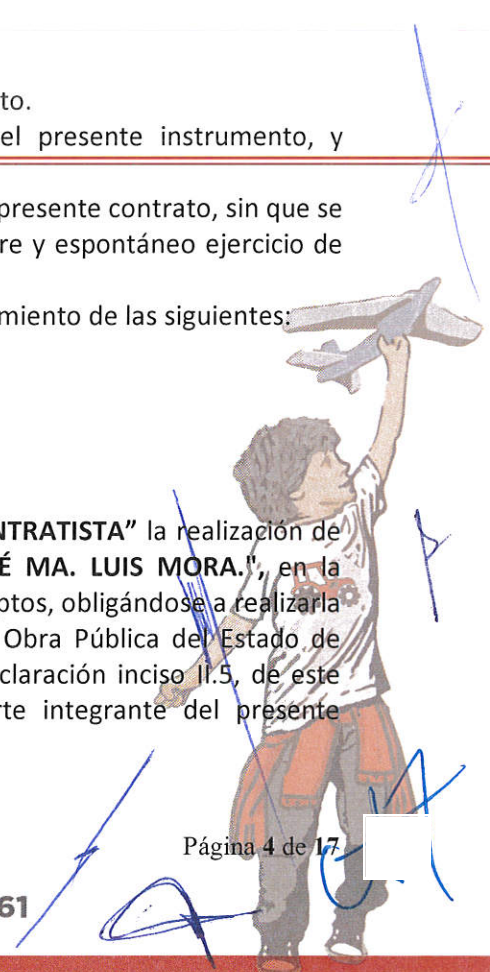 to.
el presente instrumento, y
presente contrato, sin que se
re y espontáneo ejercicio de
miento de las siguientes:
NTRATISTA” la realización de
É MA. LUIS MORA.", en la
ptos, obligándose a realizarla
Obra Pública del Estado de
claración inciso II.5, de este
rte integrante del presente
Página 4 de 17
61